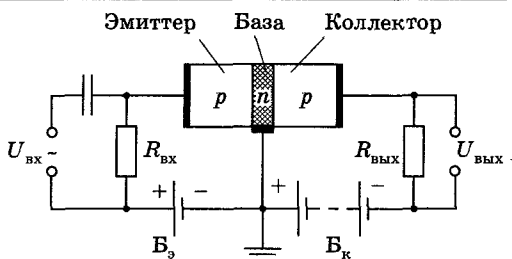 Эмиттер База Коллектор
p n p
U вх ~ R вх R вых U вых
+ − + −
Б э Б к